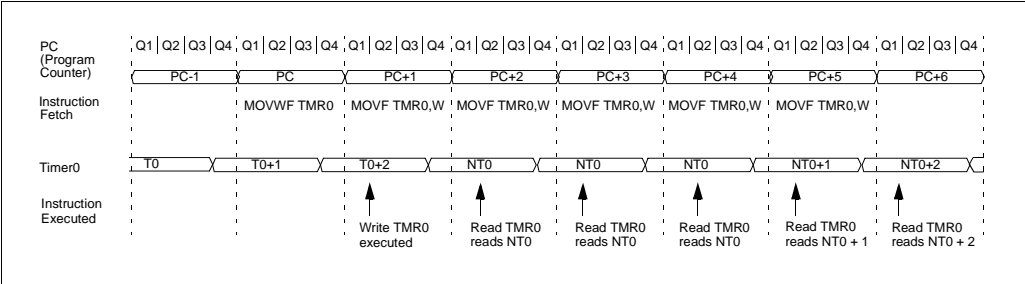 PC
(Program
Counter)
Q1 Q2 Q3 Q4 Q1 Q2 Q3 Q4 Q1 Q2 Q3 Q4 Q1 Q2 Q3 Q4 Q1 Q2 Q3 Q4 Q1 Q2 Q3 Q4 Q1 Q2 Q3 Q4 Q1 Q2 Q3 Q4
PC-1 PC PC+1 PC+2 PC+3 PC+4 PC+5 PC+6
Instruction
Fetch
MOVWF TMR0 MOVF TMR0,W MOVF TMR0,W MOVF TMR0,W MOVF TMR0,W MOVF TMR0,W
Timer0
T0 T0+1 T0+2 NT0 NT0 NT0 NT0+1 NT0+2
Instruction
Executed
Write TMR0
executed
Read TMR0
reads NT0
Read TMR0
reads NT0
Read TMR0
reads NT0
Read TMR0
reads NT0 + 1
Read TMR0
reads NT0 + 2